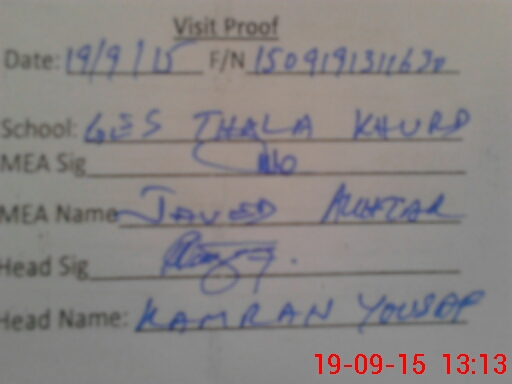 Visit Proof
Date: 19/9/15 F/N 150919131163
School: GES THALA KHURD
MEA Sig
MEA Name JAVED AKHTAR
Head Sig
Head Name: KAMRAN YOUSAF
19-09-15 13:13